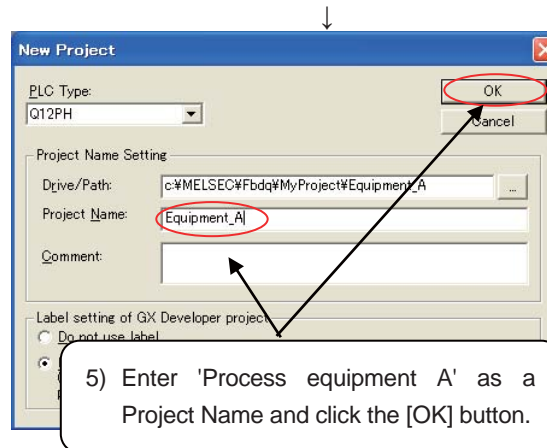 ↓
New Project
PLC Type:
Q12PH
OK
Cancel
Project Name Setting
Drive/Path:
c:¥MELSEC¥Fbdq¥MyProject¥Equipment_A
...
Project Name:
Equipment_A
Comment:
Label setting of GX Developer project
Do not use label
5) Enter 'Process equipment A' as a
Project Name and click the [OK] button.